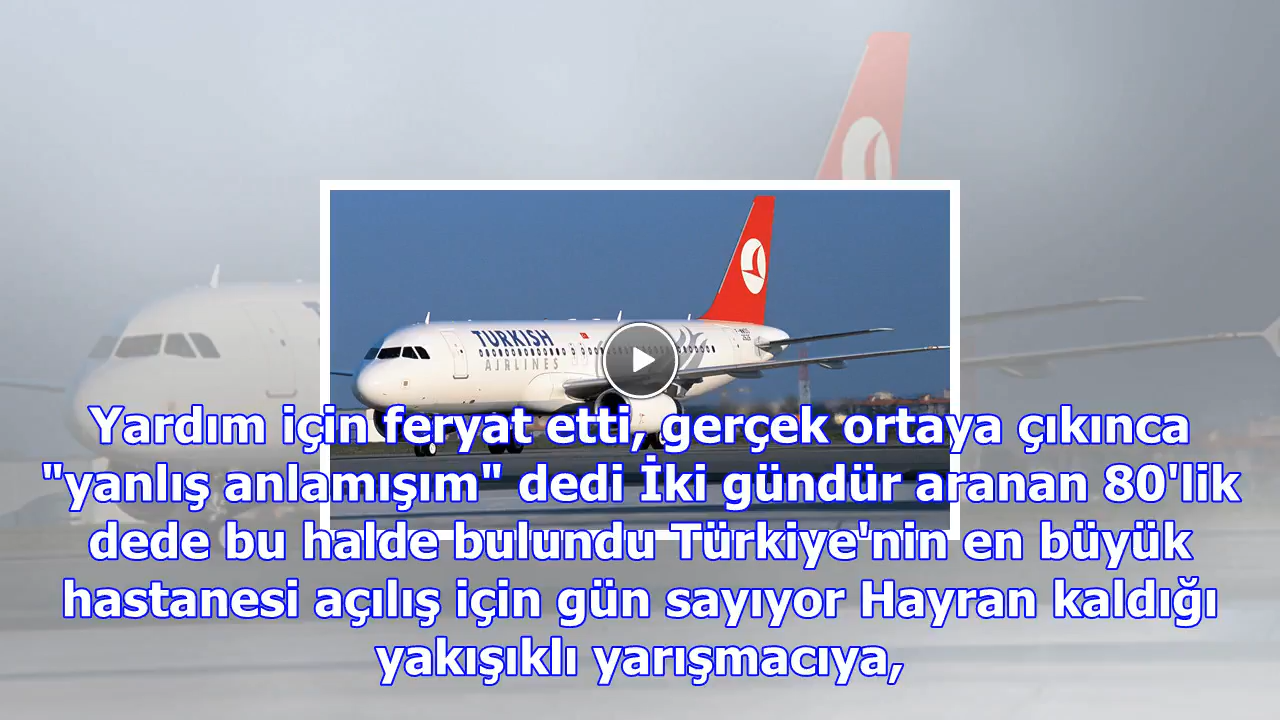 TURKISH
AIRLINES
Yardım için feryat etti, gerçek ortaya çıkınca
"yanlış anlamışım" dedi İki gündür aranan 80'lik
dede bu halde bulundu Türkiye'nin en büyük
hastanesi açılış için gün sayıyor Hayran kaldığı
yakışıklı yarışmacıya,